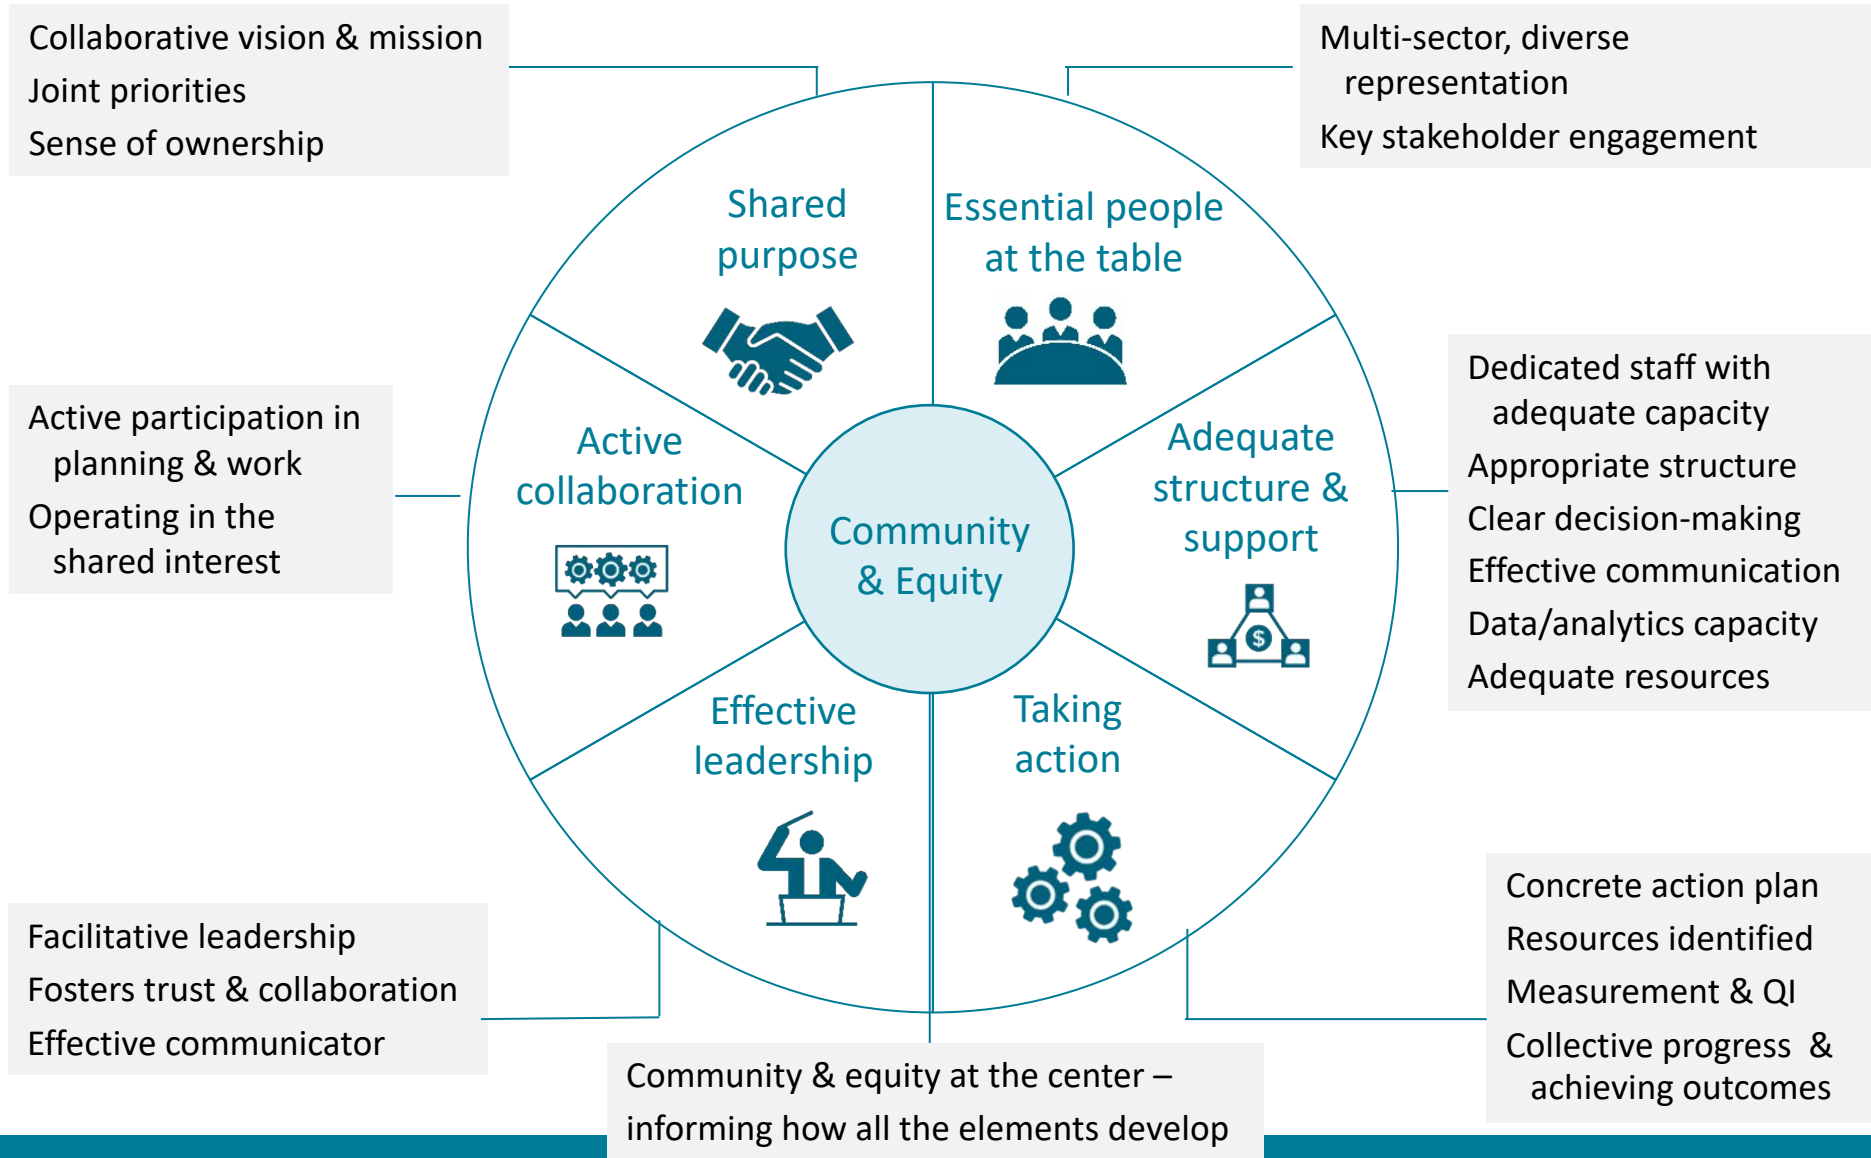 Collaborative vision & mission
Joint priorities
Sense of ownership
Multi-sector, diverse
representation
Key stakeholder engagement
Shared
purpose
Essential people
at the table
Active participation in
planning & work
Operating in the
shared interest
Active
collaboration
Community
& Equity
Adequate
structure &
support
$
Dedicated staff with
adequate capacity
Appropriate structure
Clear decision-making
Effective communication
Data/analytics capacity
Adequate resources
Effective
leadership
Taking
action
Facilitative leadership
Fosters trust & collaboration
Effective communicator
Community & equity at the center –
informing how all the elements develop
Concrete action plan
Resources identified
Measurement & QI
Collective progress &
achieving outcomes